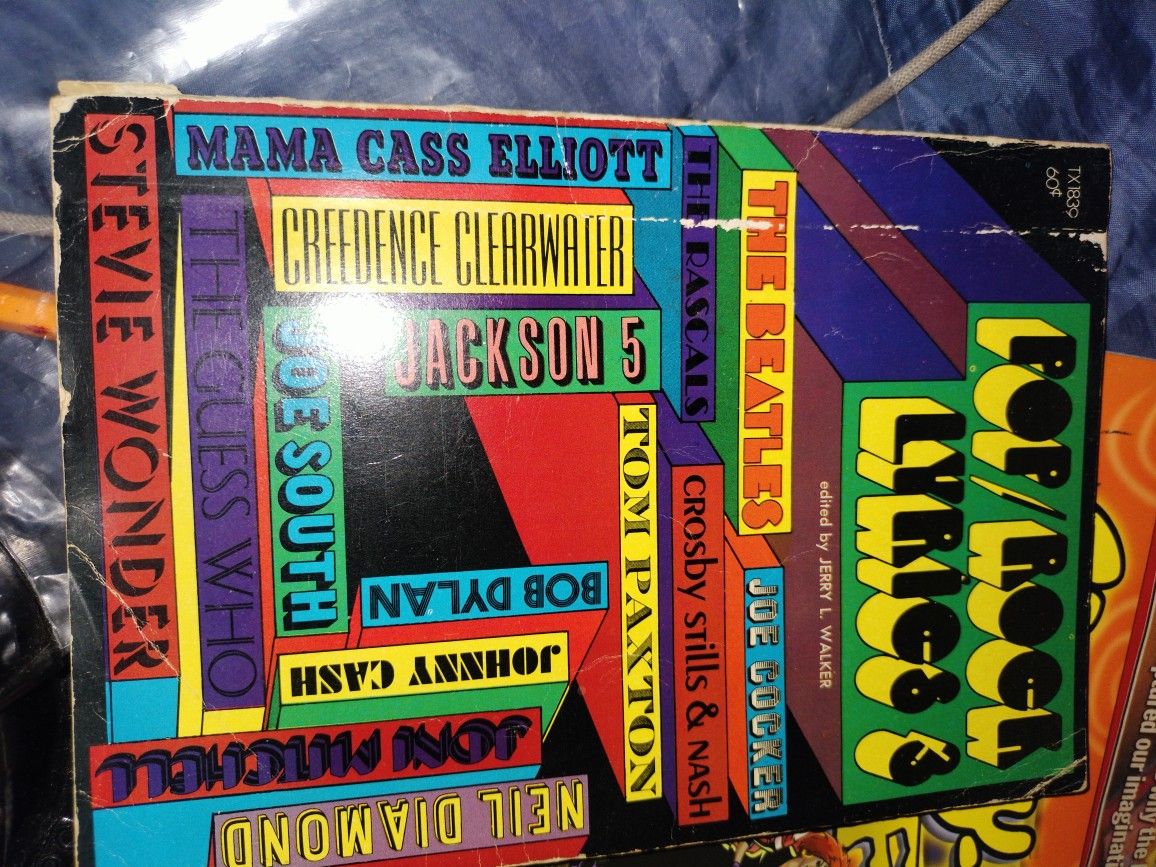 TX1839
60¢
POP/ROCK
LYRICS
edited by JERRY L. WALKER
THE BEATLES
JOE COCKER
THE RASCALS
CROSBY STILLS & NASH
TOM PAXTON
MAMA CASS ELLIOTT
CREEDENCE CLEARWATER
JACKSON 5
BOB DYLAN
JOHNNY CASH
JOE SOUTH
THE GUESS WHO
STEVIE WONDER
JONI MITCHELL
NEIL DIAMOND